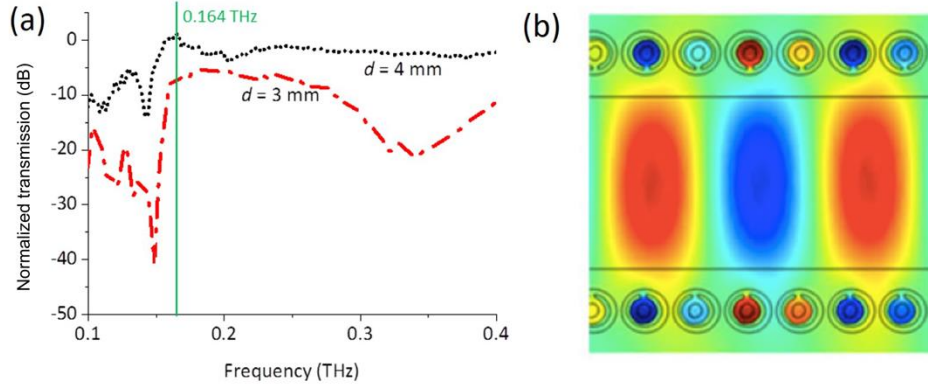 (a)
0.164 THz
(b)
0
-10
-20
-30
-40
-50
Normalized transmission (dB)
d = 4 mm
d = 3 mm
0.1
0.2
0.3
0.4
Frequency (THz)